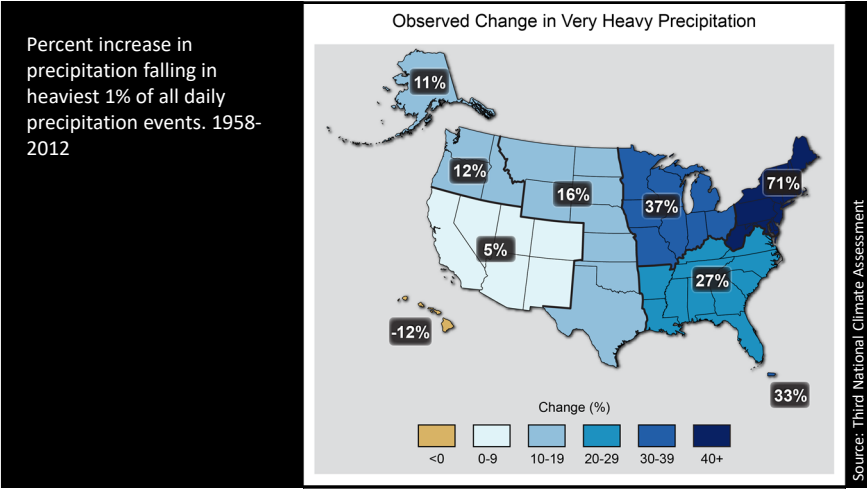 Percent increase in
precipitation falling in
heaviest 1% of all daily
precipitation events. 1958-
2012
Observed Change in Very Heavy Precipitation
11%
12%
16%
37%
71%
5%
27%
-12%
33%
Change (%)
<0
0-9
10-19
20-29
30-39
40+
Source: Third National Climate Assessment